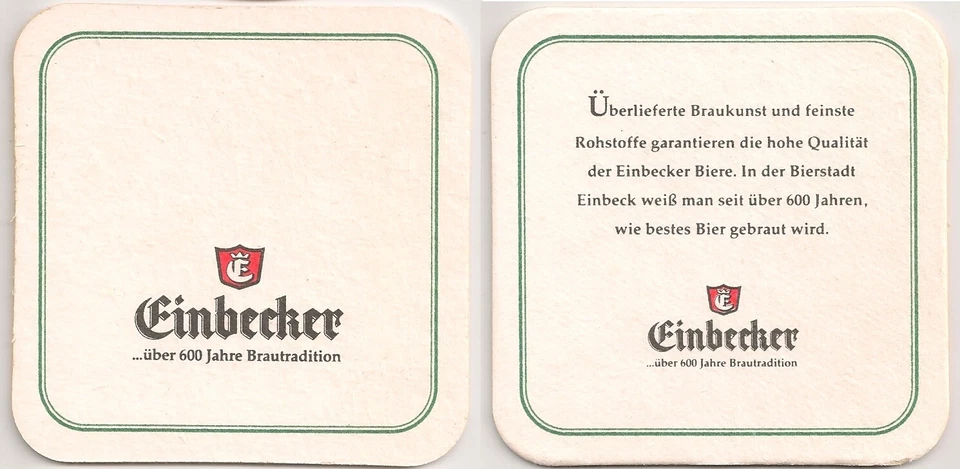 E
Einbecker
...über 600 Jahre Brautradition
Überlieferte Braukunst und feinste
Rohstoffe garantieren die hohe Qualität
der Einbecker Biere. In der Bierstadt
Einbeck weiß man seit über 600 Jahren,
wie bestes Bier gebraut wird.
E
Einbecker
...über 600 Jahre Brautradition